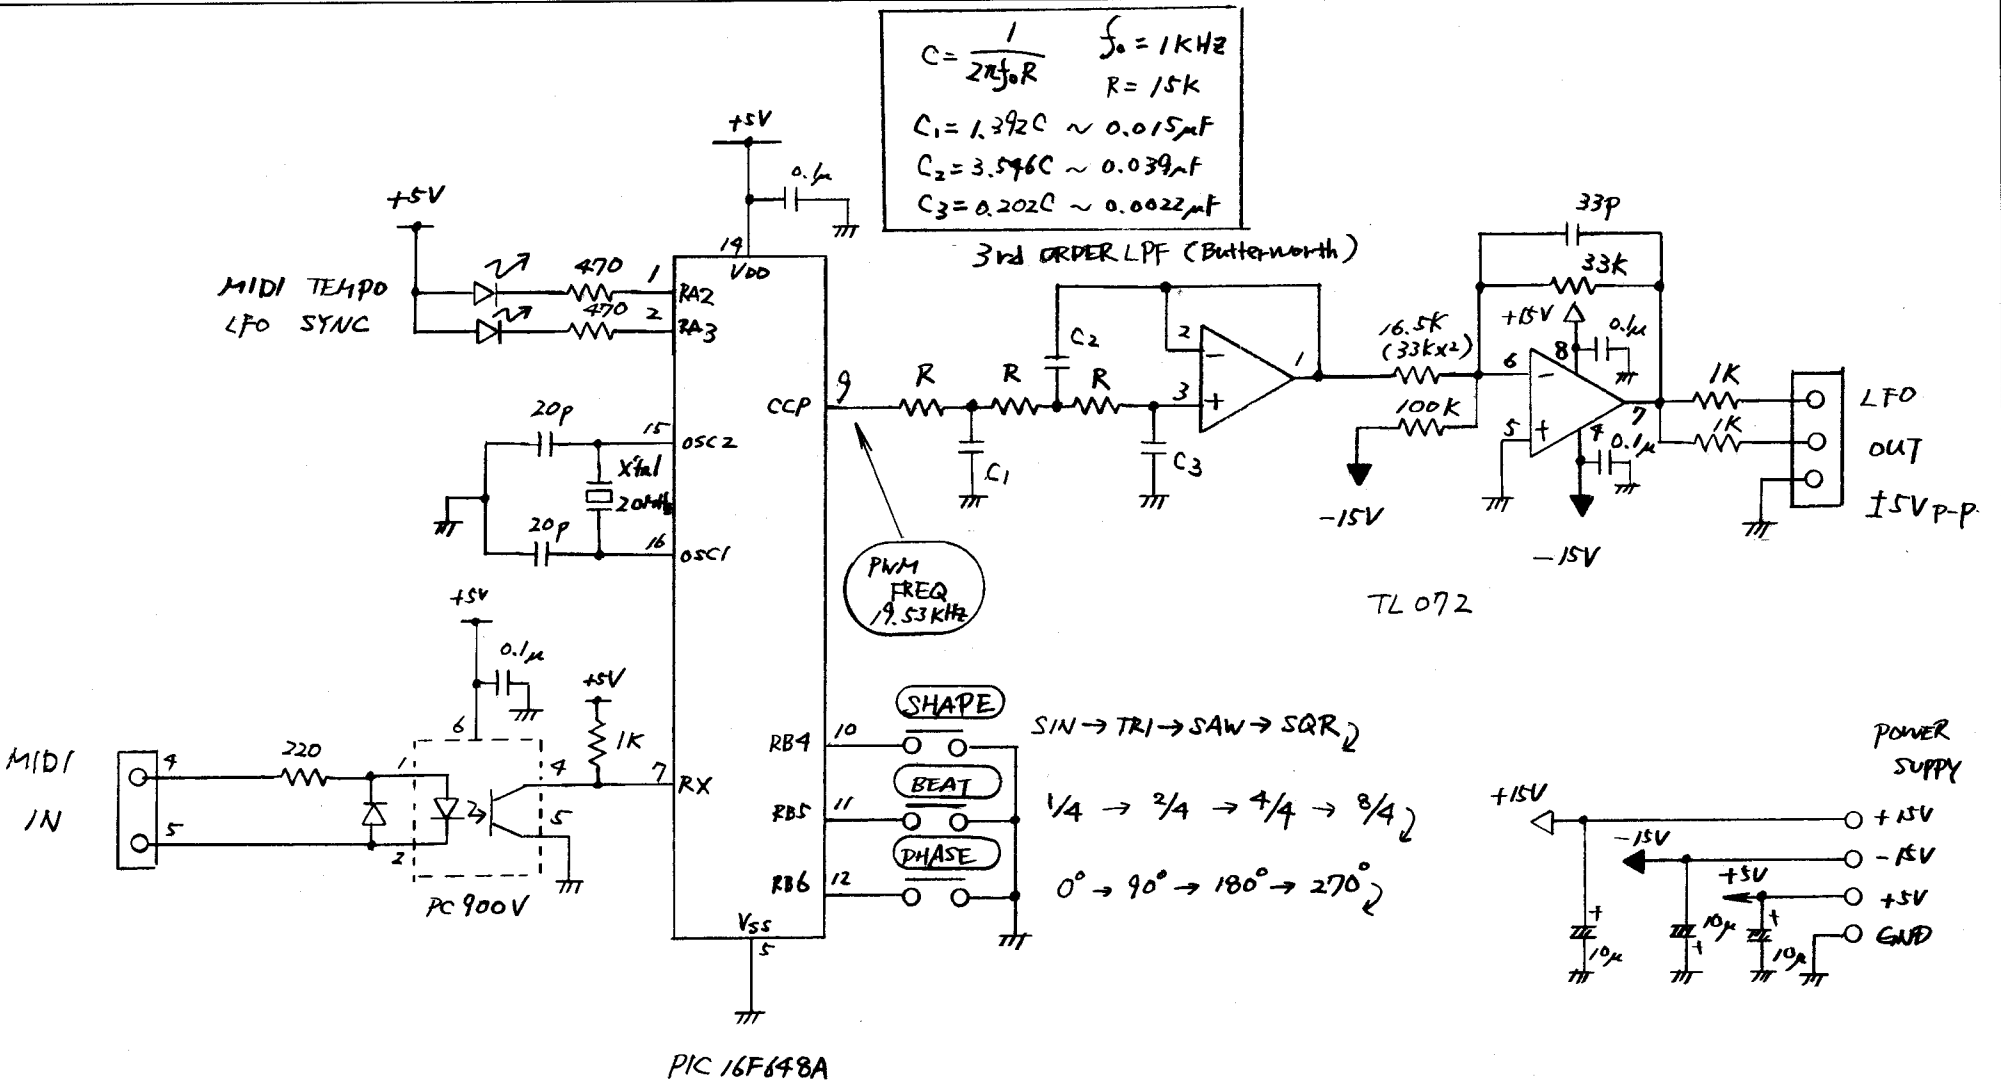 C = 1 / 2πf₀R
f₀ = 1KHz
R = 15K
C₁ = 1.392C ~ 0.015μF
C₂ = 3.546C ~ 0.039μF
C₃ = 0.202C ~ 0.0022μF
3rd ORDER LPF (Butterworth)
+5V
0.1μ
14
VDD
+5V
MIDI TEMPO
LFO SYNC
470
1
RA2
470
2
RA3
20p
15
OSC2
X'tal
20MHz
20p
16
OSC1
CCP
9
R
R
R
C1
C2
C3
2
3
1
−
+
PWM
FREQ
19.53KHz
16.5K
(33K×2)
100K
-15V
33p
33K
+15V
8
0.1μ
6
5
−
+
7
4
0.1μ
-15V
TL072
1K
1K
LFO
OUT
±5V P-P
+5V
0.1μ
6
+5V
1K
MIDI
IN
4
5
220
1
2
4
5
PC900V
7
RX
RB4
10
SHAPE
SIN → TRI → SAW → SQR
RB5
11
BEAT
1/4 → 2/4 → 4/4 → 8/4
RB6
12
PHASE
0° → 90° → 180° → 270°
VSS
5
PIC 16F648A
POWER
SUPPY
+15V
+15V
-15V
-15V
+5V
+5V
GND
+
10μ
10μ
+
+
10μ